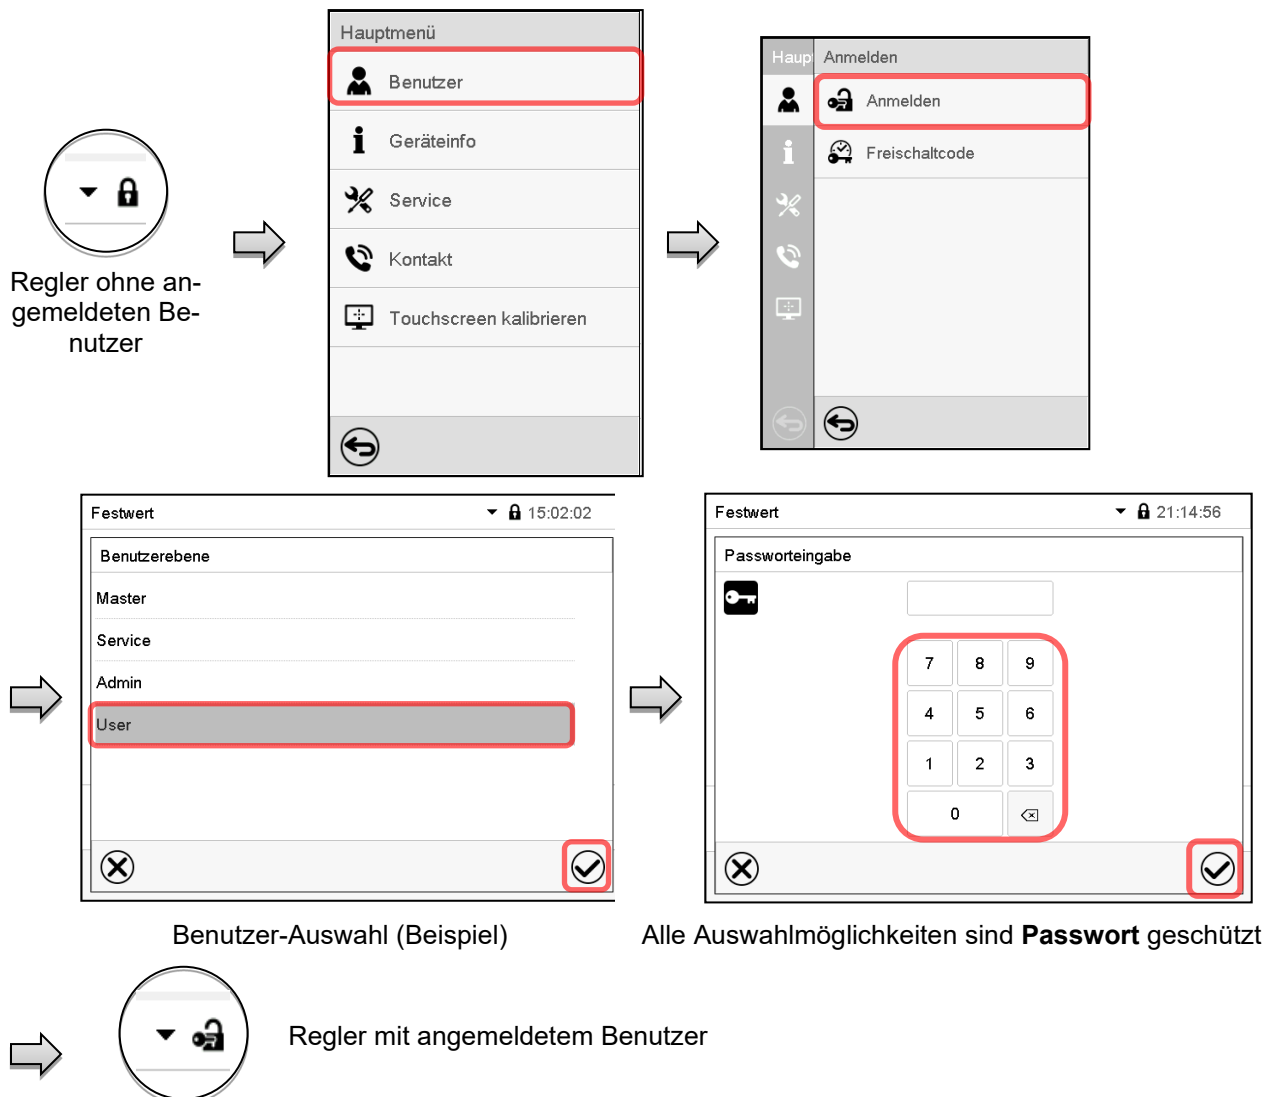 Regler ohne an-
gemeldeten Be-
nutzer
Hauptmenü
Benutzer
Geräteinfo
Service
Kontakt
Touchscreen kalibrieren
Haup
Anmelden
Anmelden
Freischaltcode
Festwert 15:02:02
Benutzerebene
Master
Service
Admin
User
Benutzer-Auswahl (Beispiel)
Festwert 21:14:56
Passworteingabe
7 8 9
4 5 6
1 2 3
0
Alle Auswahlmöglichkeiten sind Passwort geschützt
Regler mit angemeldetem Benutzer